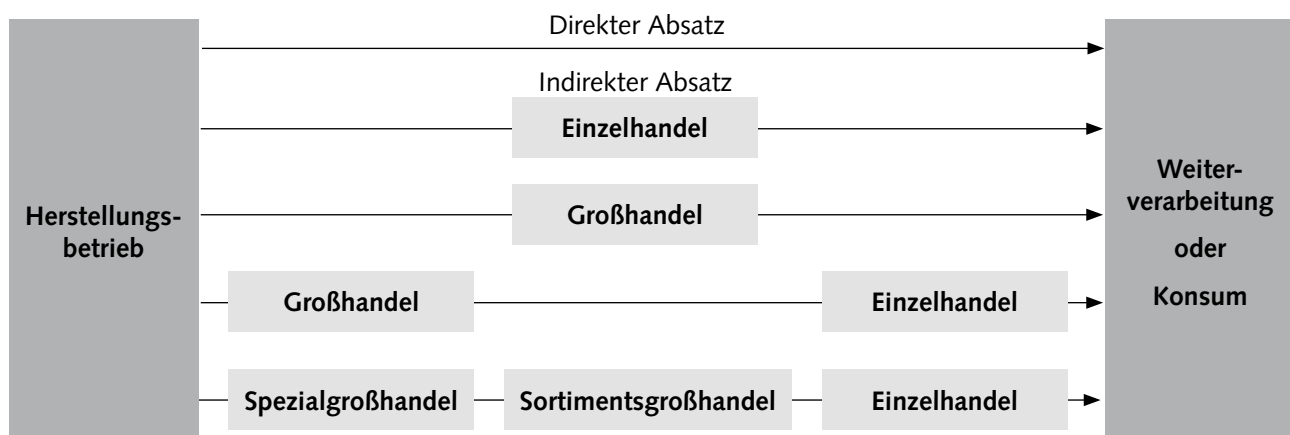 Direkter Absatz
Indirekter Absatz
Einzelhandel
Großhandel
Herstellungs-
betrieb
Weiter-
verarbeitung
oder
Konsum
Großhandel
Einzelhandel
Spezialgroßhandel
Sortimentsgroßhandel
Einzelhandel